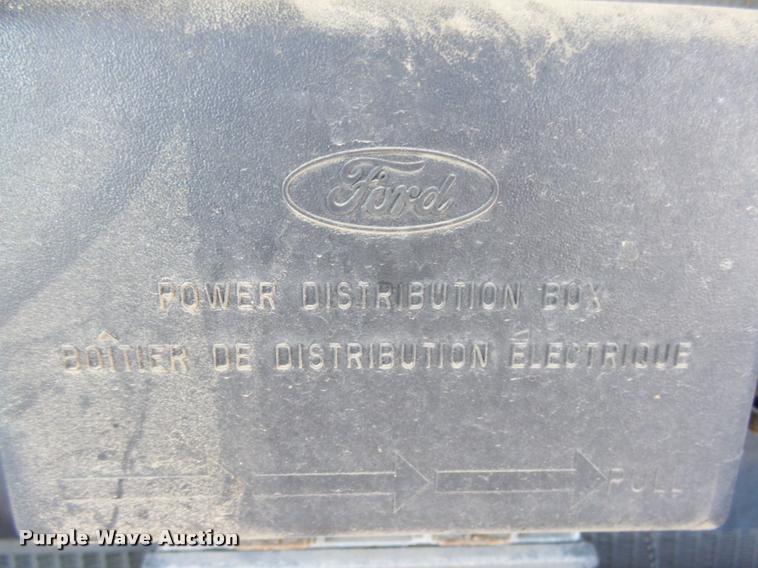 Ford
POWER DISTRIBUTION BOX
BOÎTIER DE DISTRIBUTION ÉLECTRIQUE
PULL
Purple Wave Auction